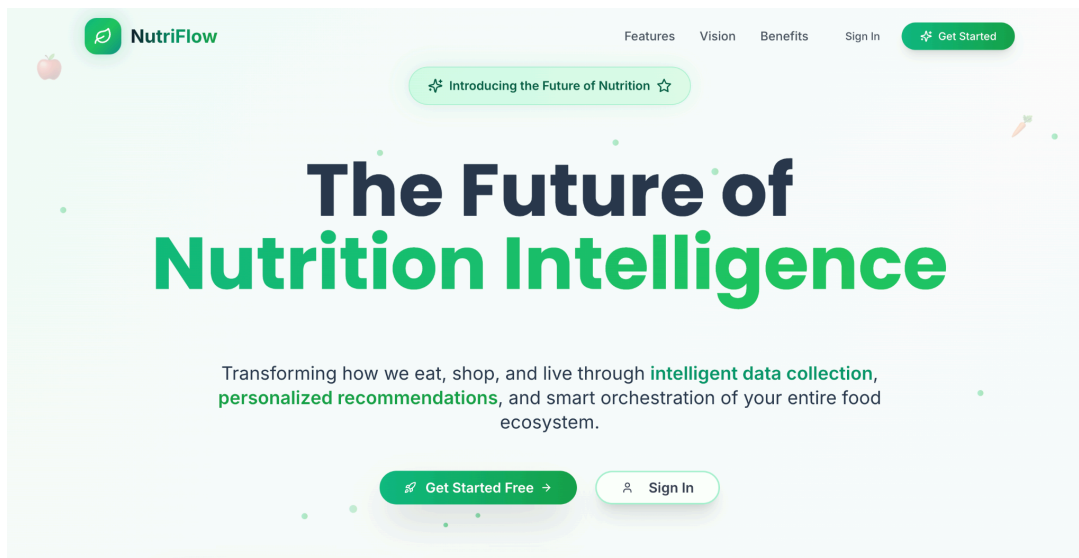 NutriFlow
Features
Vision
Benefits
Sign In
Get Started
Introducing the Future of Nutrition
The Future of
Nutrition Intelligence
Transforming how we eat, shop, and live through intelligent data collection,
personalized recommendations, and smart orchestration of your entire food
ecosystem.
Get Started Free
Sign In